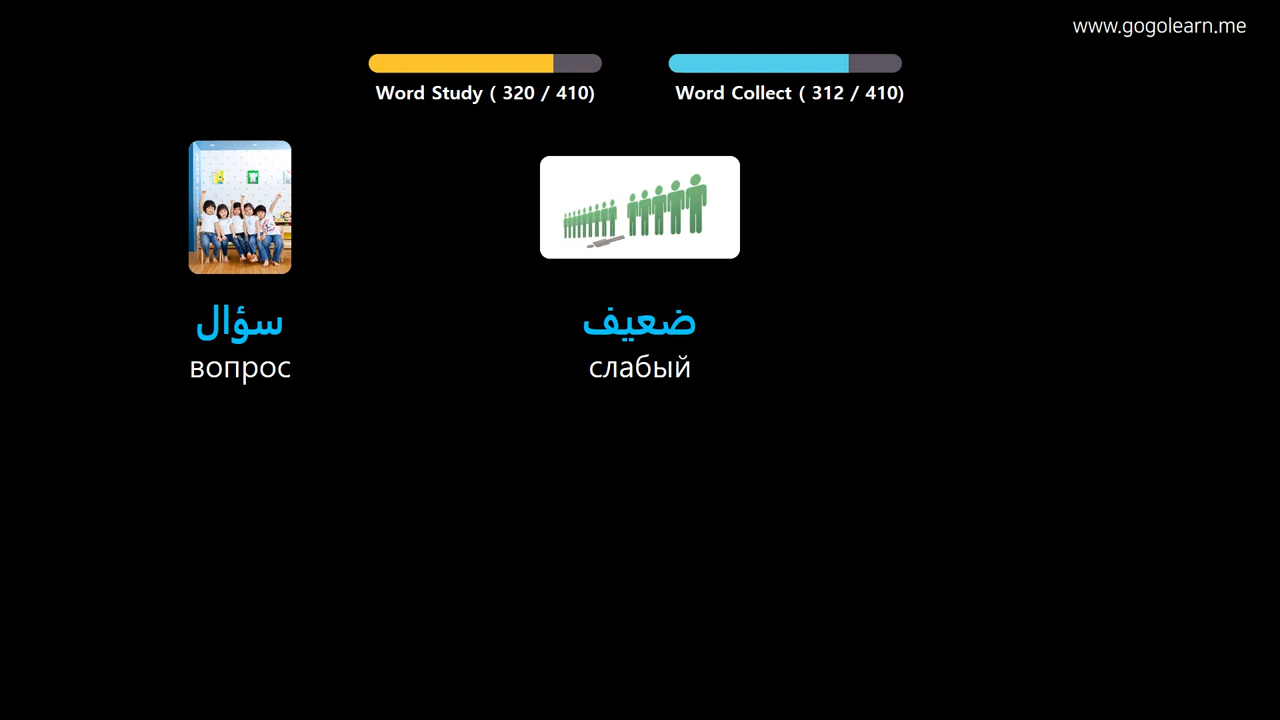 www.gogolearn.me
Word Study ( 320 / 410)
Word Collect ( 312 / 410)
سؤال
вопрос
ضعيف
слабый